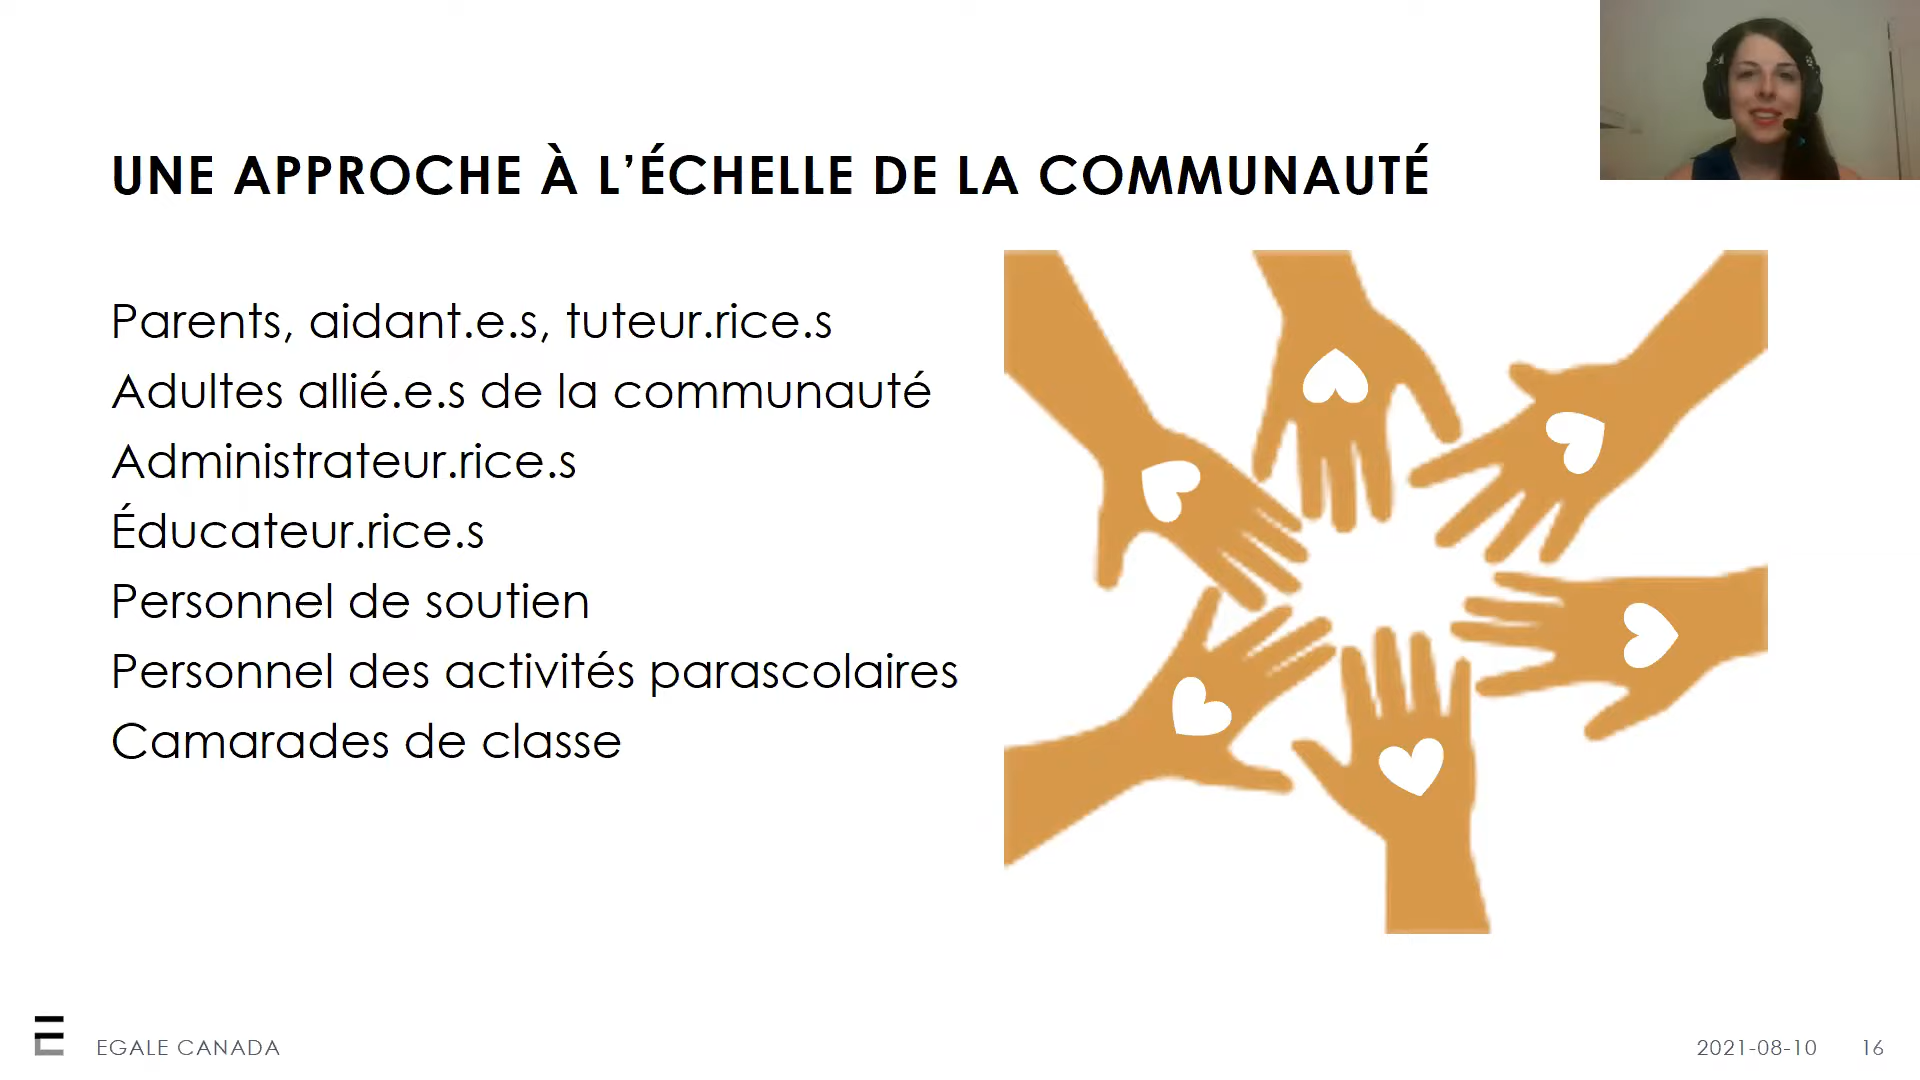 UNE APPROCHE À L’ÉCHELLE DE LA COMMUNAUTÉ
Parents, aidant.e.s, tuteur.rice.s
Adultes allié.e.s de la communauté
Administrateur.rice.s
Éducateur.rice.s
Personnel de soutien
Personnel des activités parascolaires
Camarades de classe
EGALE CANADA
2021-08-10 16